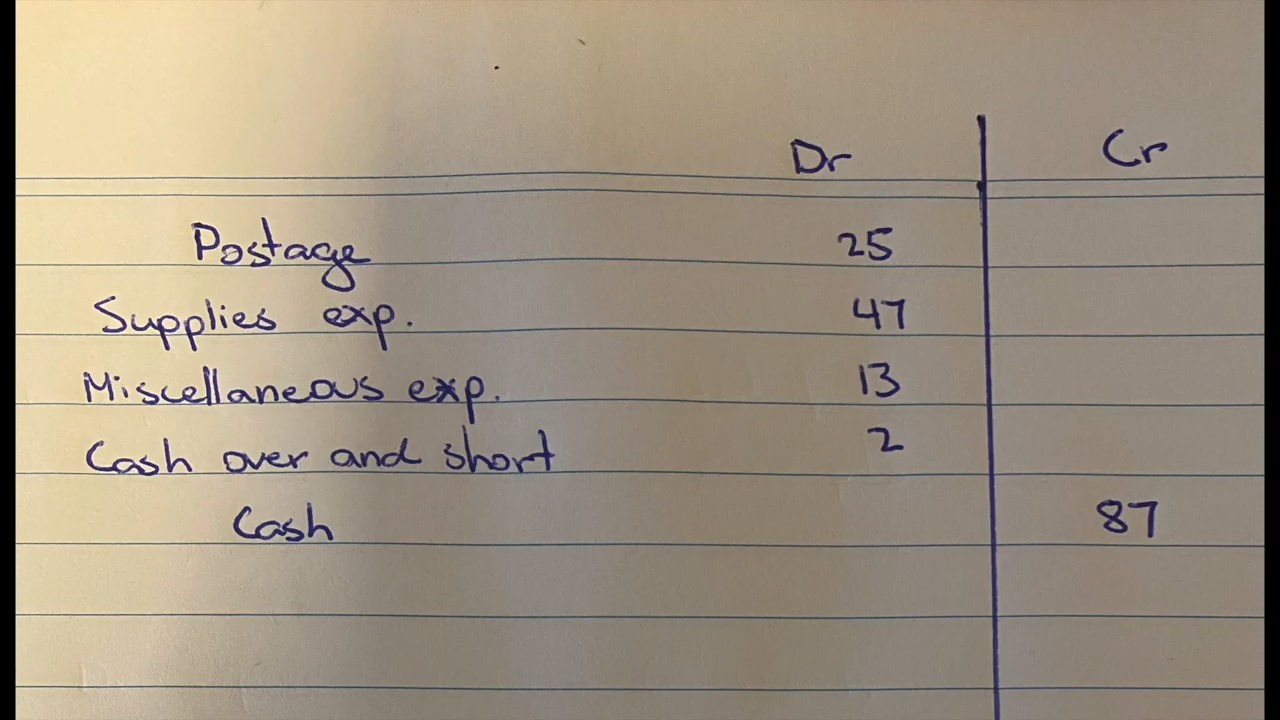 Dr Cr
Postage 25
Supplies exp. 47
Miscellaneous exp. 13
Cash over and short 2
Cash 87